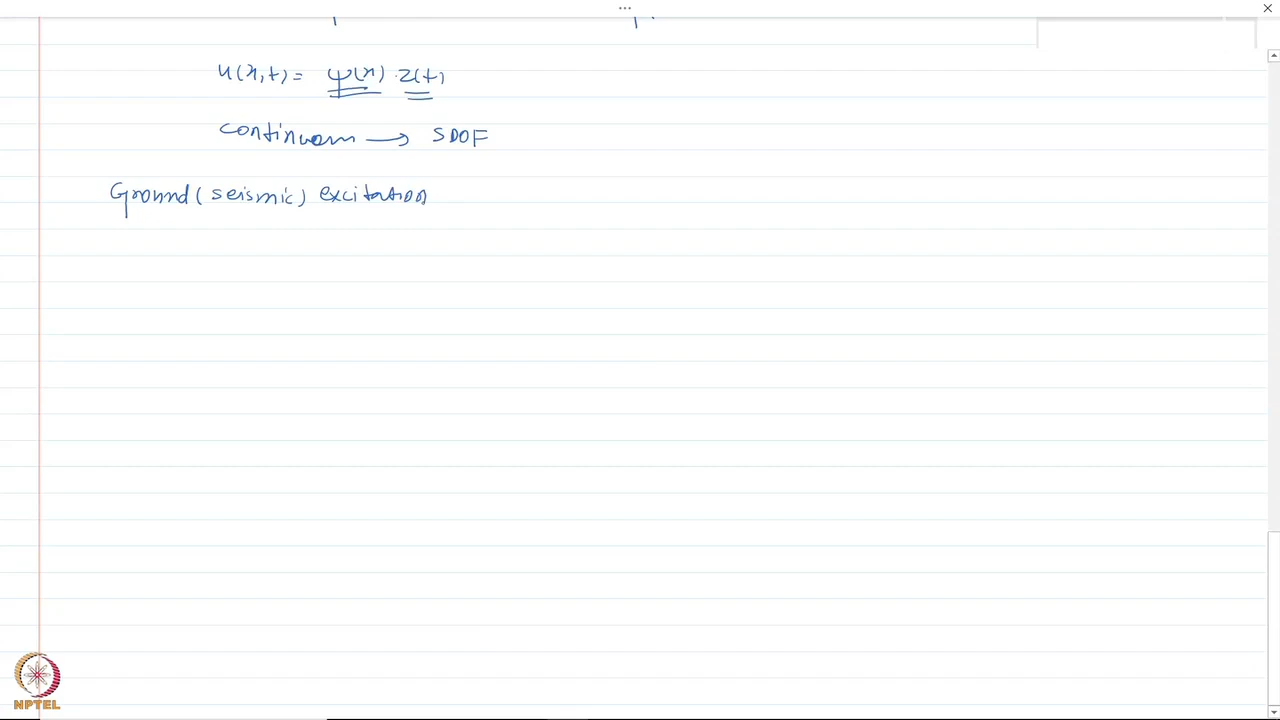 u(x,t) = ψ(x) . z(t)
continuum → SDOF
Ground (seismic) excitation
NPTEL